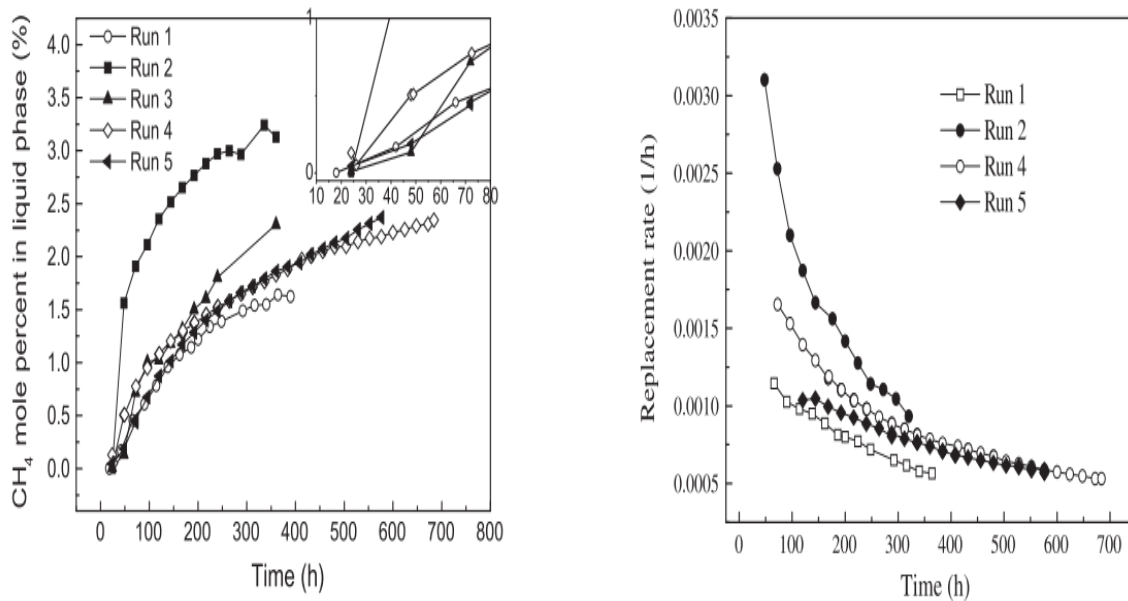 CH4 mole percent in liquid phase (%)
4.0
3.5
3.0
2.5
2.0
1.5
1.0
0.5
0.0
Run 1
Run 2
Run 3
Run 4
Run 5
1
0
10 20 30 40 50 60 70 80
0 100 200 300 400 500 600 700 800
Time (h)
Replacement rate (1/h)
0.0035
0.0030
0.0025
0.0020
0.0015
0.0010
0.0005
Run 1
Run 2
Run 4
Run 5
0 100 200 300 400 500 600 700
Time (h)